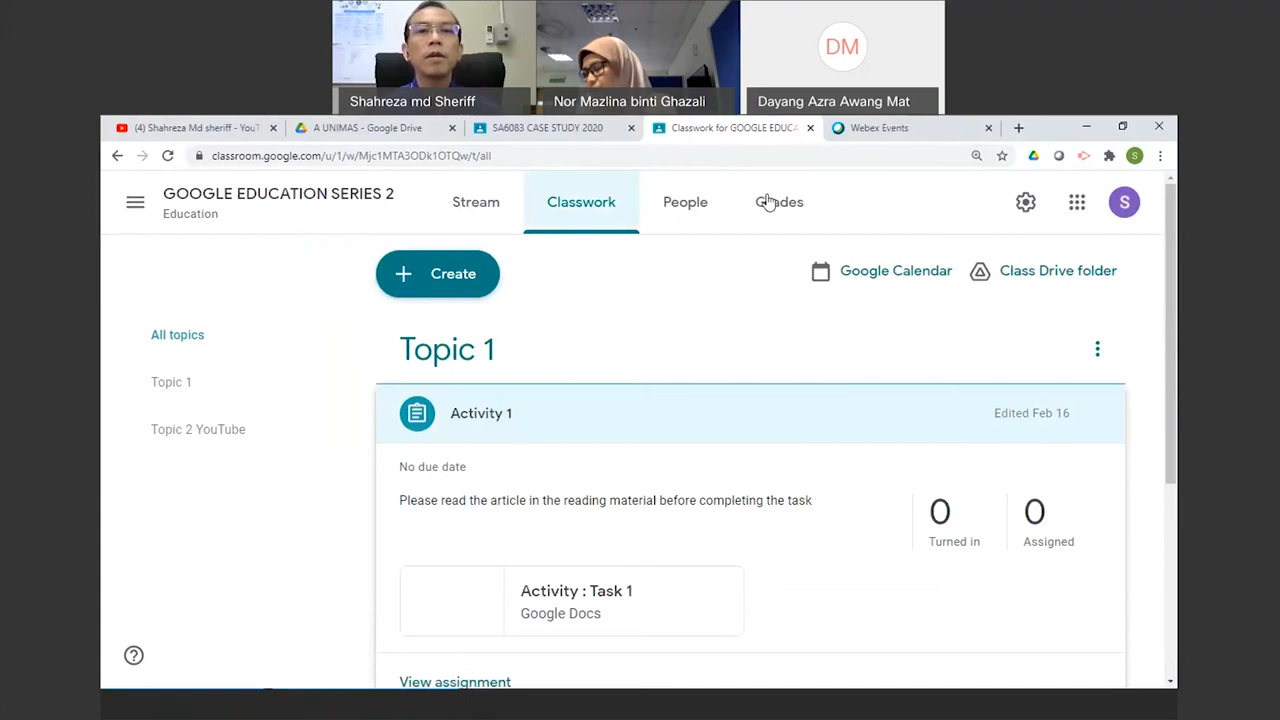 DM
Shahreza md Sheriff
Nor Mazlina binti Ghazali
Dayang Azra Awang Mat
(4) Shahreza Md sheriff - YouT
A UNIMAS - Google Drive
SA6083 CASE STUDY 2020
Classwork for GOOGLE EDUCA
Webex Events
classroom.google.com/u/1/w/Mjc1MTA3ODk1OTQw/t/all
S
GOOGLE EDUCATION SERIES 2
Education
Stream
Classwork
People
Grades
S
+ Create
Google Calendar
Class Drive folder
All topics
Topic 1
Topic 2 YouTube
Topic 1
Activity 1
Edited Feb 16
No due date
Please read the article in the reading material before completing the task
0
Turned in
0
Assigned
Activity : Task 1
Google Docs
View assignment